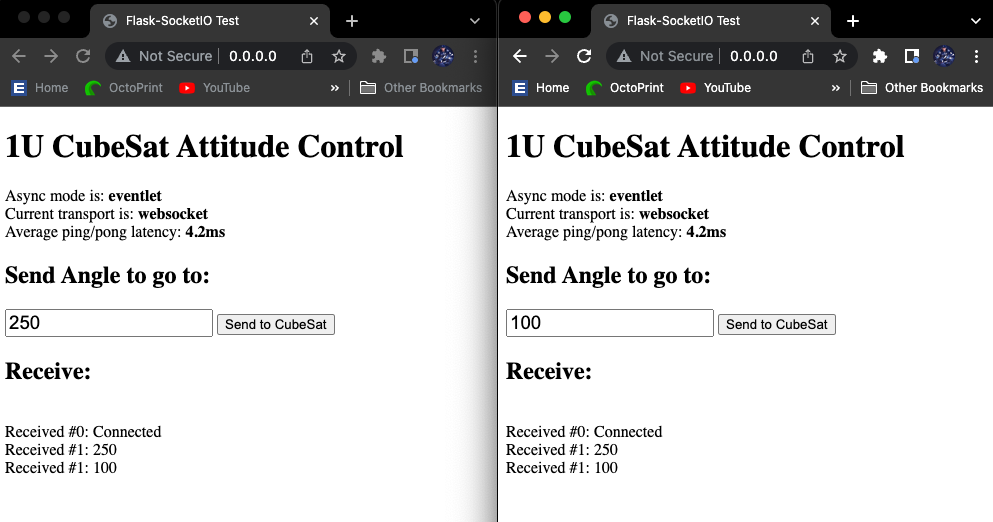 Flask-SocketIO Test
Not Secure 0.0.0.0
Home OctoPrint YouTube » Other Bookmarks
1U CubeSat Attitude Control
Async mode is: eventlet
Current transport is: websocket
Average ping/pong latency: 4.2ms
Send Angle to go to:
250 Send to CubeSat
Receive:
Received #0: Connected
Received #1: 250
Received #1: 100
Flask-SocketIO Test
Not Secure 0.0.0.0
Home OctoPrint YouTube » Other Bookmarks
1U CubeSat Attitude Control
Async mode is: eventlet
Current transport is: websocket
Average ping/pong latency: 4.2ms
Send Angle to go to:
100 Send to CubeSat
Receive:
Received #0: Connected
Received #1: 250
Received #1: 100